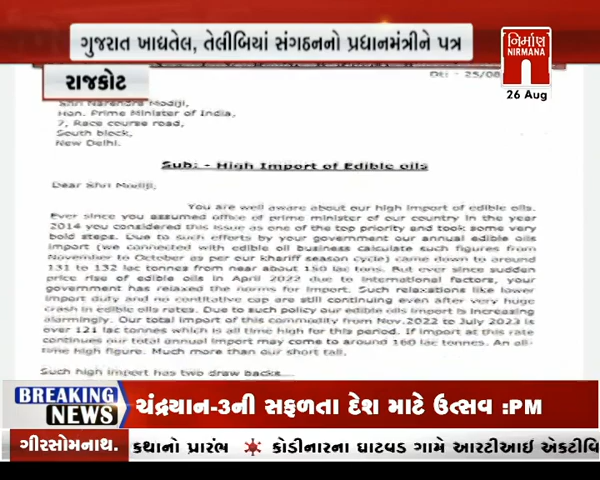 ગુજરાત ખાદ્યતેલ, તેલીબિયાં સંગઠનનો પ્રધાનમંત્રીને પત્ર
નિર્માણ
NIRMANA
26 Aug
રાજકોટ
Dt: - 25/08
Shri Narendra Modiji,
Hon. Prime Minister of India,
7, Race course road,
South block,
New Delhi.
Sub: - High Import of Edible oils
Dear Shri Modiji,
You are well aware about our high import of edible oils.
Ever since you assumed office of prime minister of our country in the year
2014 you considered this issue as one of the top priority and took some very
bold steps. Due to such efforts by your government our annual edible oils
import (we connected with edible oil business calculate such figures from
November to October as per our khariff season cycle) came down to around
131 to 132 lac tonnes from near about 150 lac tons. But ever since sudden
price rise of edible oils in April 2022 due to international factors, your
government has relaxed the norms for import. Such relaxations like lower
import duty and no contitative cap are still continuing even after very huge
crash in edible oils rates. Due to such policy our edible oils import is increasing
alarmingly. Our total import of this commodity from Nov.2022 to July 2023 is
over 121 lac tonnes which is all time high for this period. If import at this rate
continues our total annual import may come to around 160 lac tonnes. An all-
time high figure. Much more than our short tall.
Such high import has two draw backs.
BREAKING
NEWS
ચંદ્રયાન-3ની સફળતા દેશ માટે ઉત્સવ :PM
ગીરસોમનાથ. કથાનો પ્રારંભ કોડીનારના ઘાટવડ ગામે આરટીઆઇ એકટીવિ